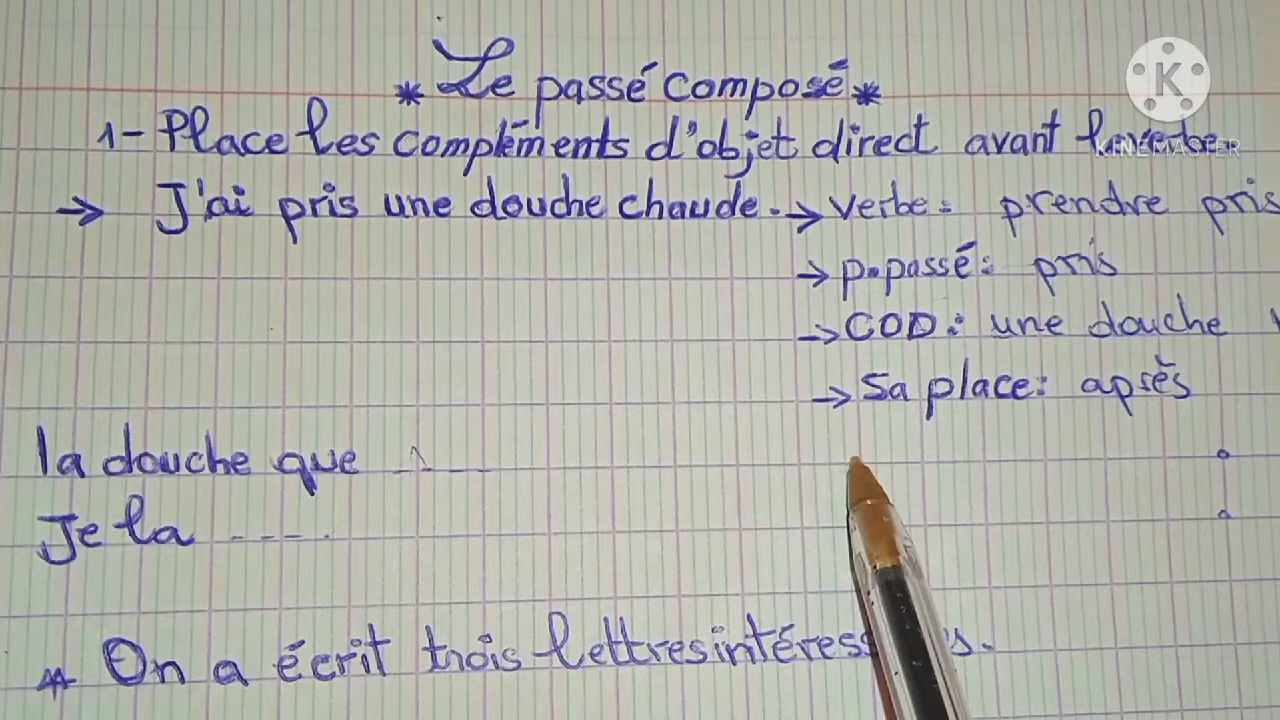 * Le passé composé *
1- Place les compléments d'objet direct avant le verbe.
→ J'ai pris une douche chaude. → verbe: prendre pris
→ p.passé: pris
→ COD: une douche
→ Sa place: après
la douche que
Je la ----.
* On a écrit trois lettres
K
KINEMASTER